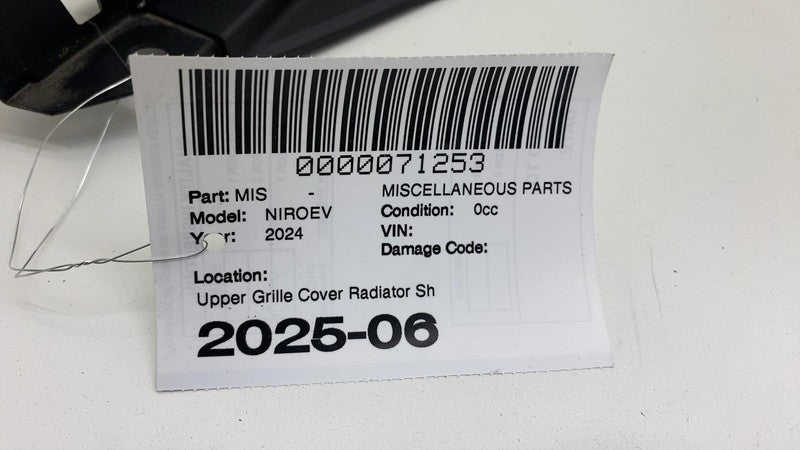 0000071253
Part: MIS - MISCELLANEOUS PARTS
Model: NIROEV Condition: 0cc
Year: 2024 VIN:
Damage Code:
Location:
Upper Grille Cover Radiator Sh
2025-06